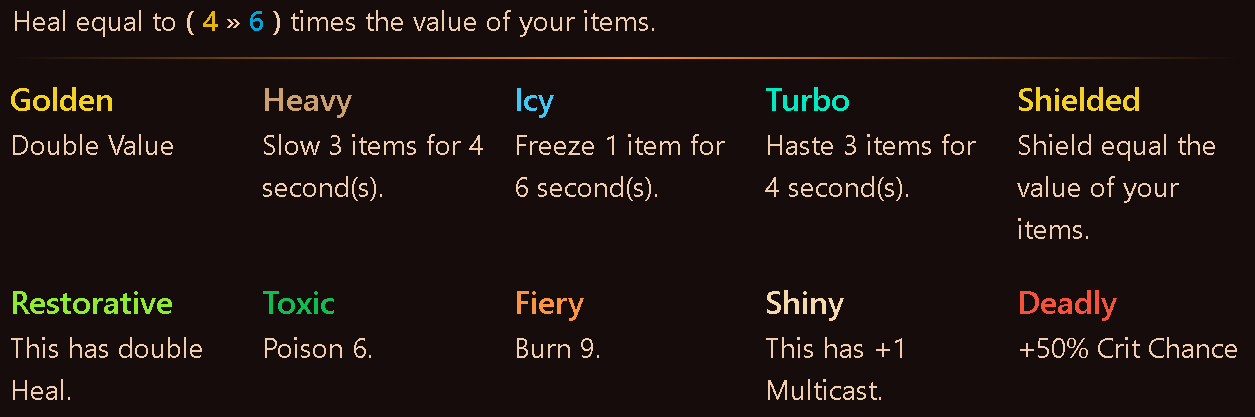 Heal equal to ( 4 » 6 ) times the value of your items.
Golden
Double Value
Heavy
Slow 3 items for 4
second(s).
Icy
Freeze 1 item for
6 second(s).
Turbo
Haste 3 items for
4 second(s).
Shielded
Shield equal the
value of your
items.
Restorative
This has double
Heal.
Toxic
Poison 6.
Fiery
Burn 9.
Shiny
This has +1
Multicast.
Deadly
+50% Crit Chance